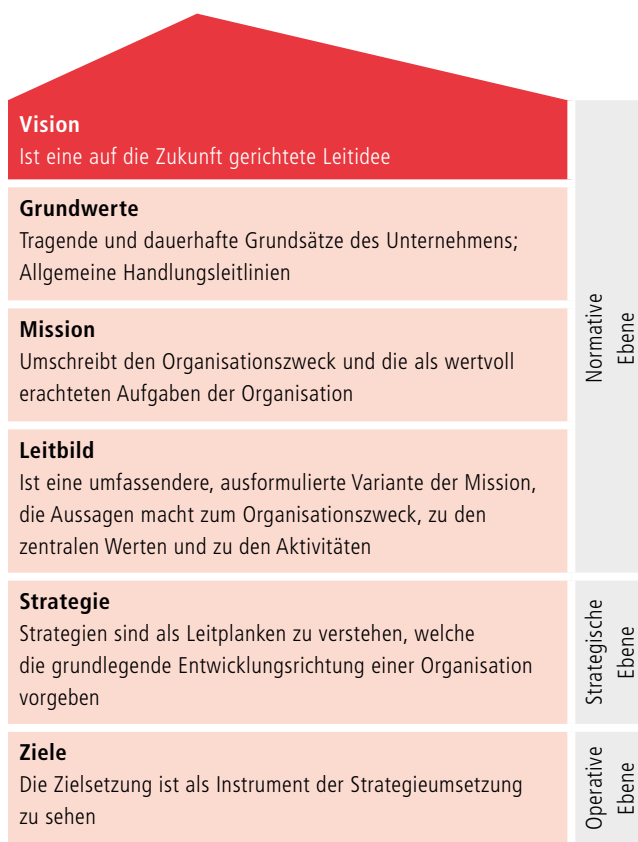 Vision
Ist eine auf die Zukunft gerichtete Leitidee
Grundwerte
Tragende und dauerhafte Grundsätze des Unternehmens;
Allgemeine Handlungsleitlinien
Mission
Umschreibt den Organisationszweck und die als wertvoll
erachteten Aufgaben der Organisation
Leitbild
Ist eine umfassendere, ausformulierte Variante der Mission,
die Aussagen macht zum Organisationszweck, zu den
zentralen Werten und zu den Aktivitäten
Normative
Ebene
Strategie
Strategien sind als Leitplanken zu verstehen, welche
die grundlegende Entwicklungsrichtung einer Organisation
vorgeben
Strategische
Ebene
Ziele
Die Zielsetzung ist als Instrument der Strategieumsetzung
zu sehen
Operative
Ebene